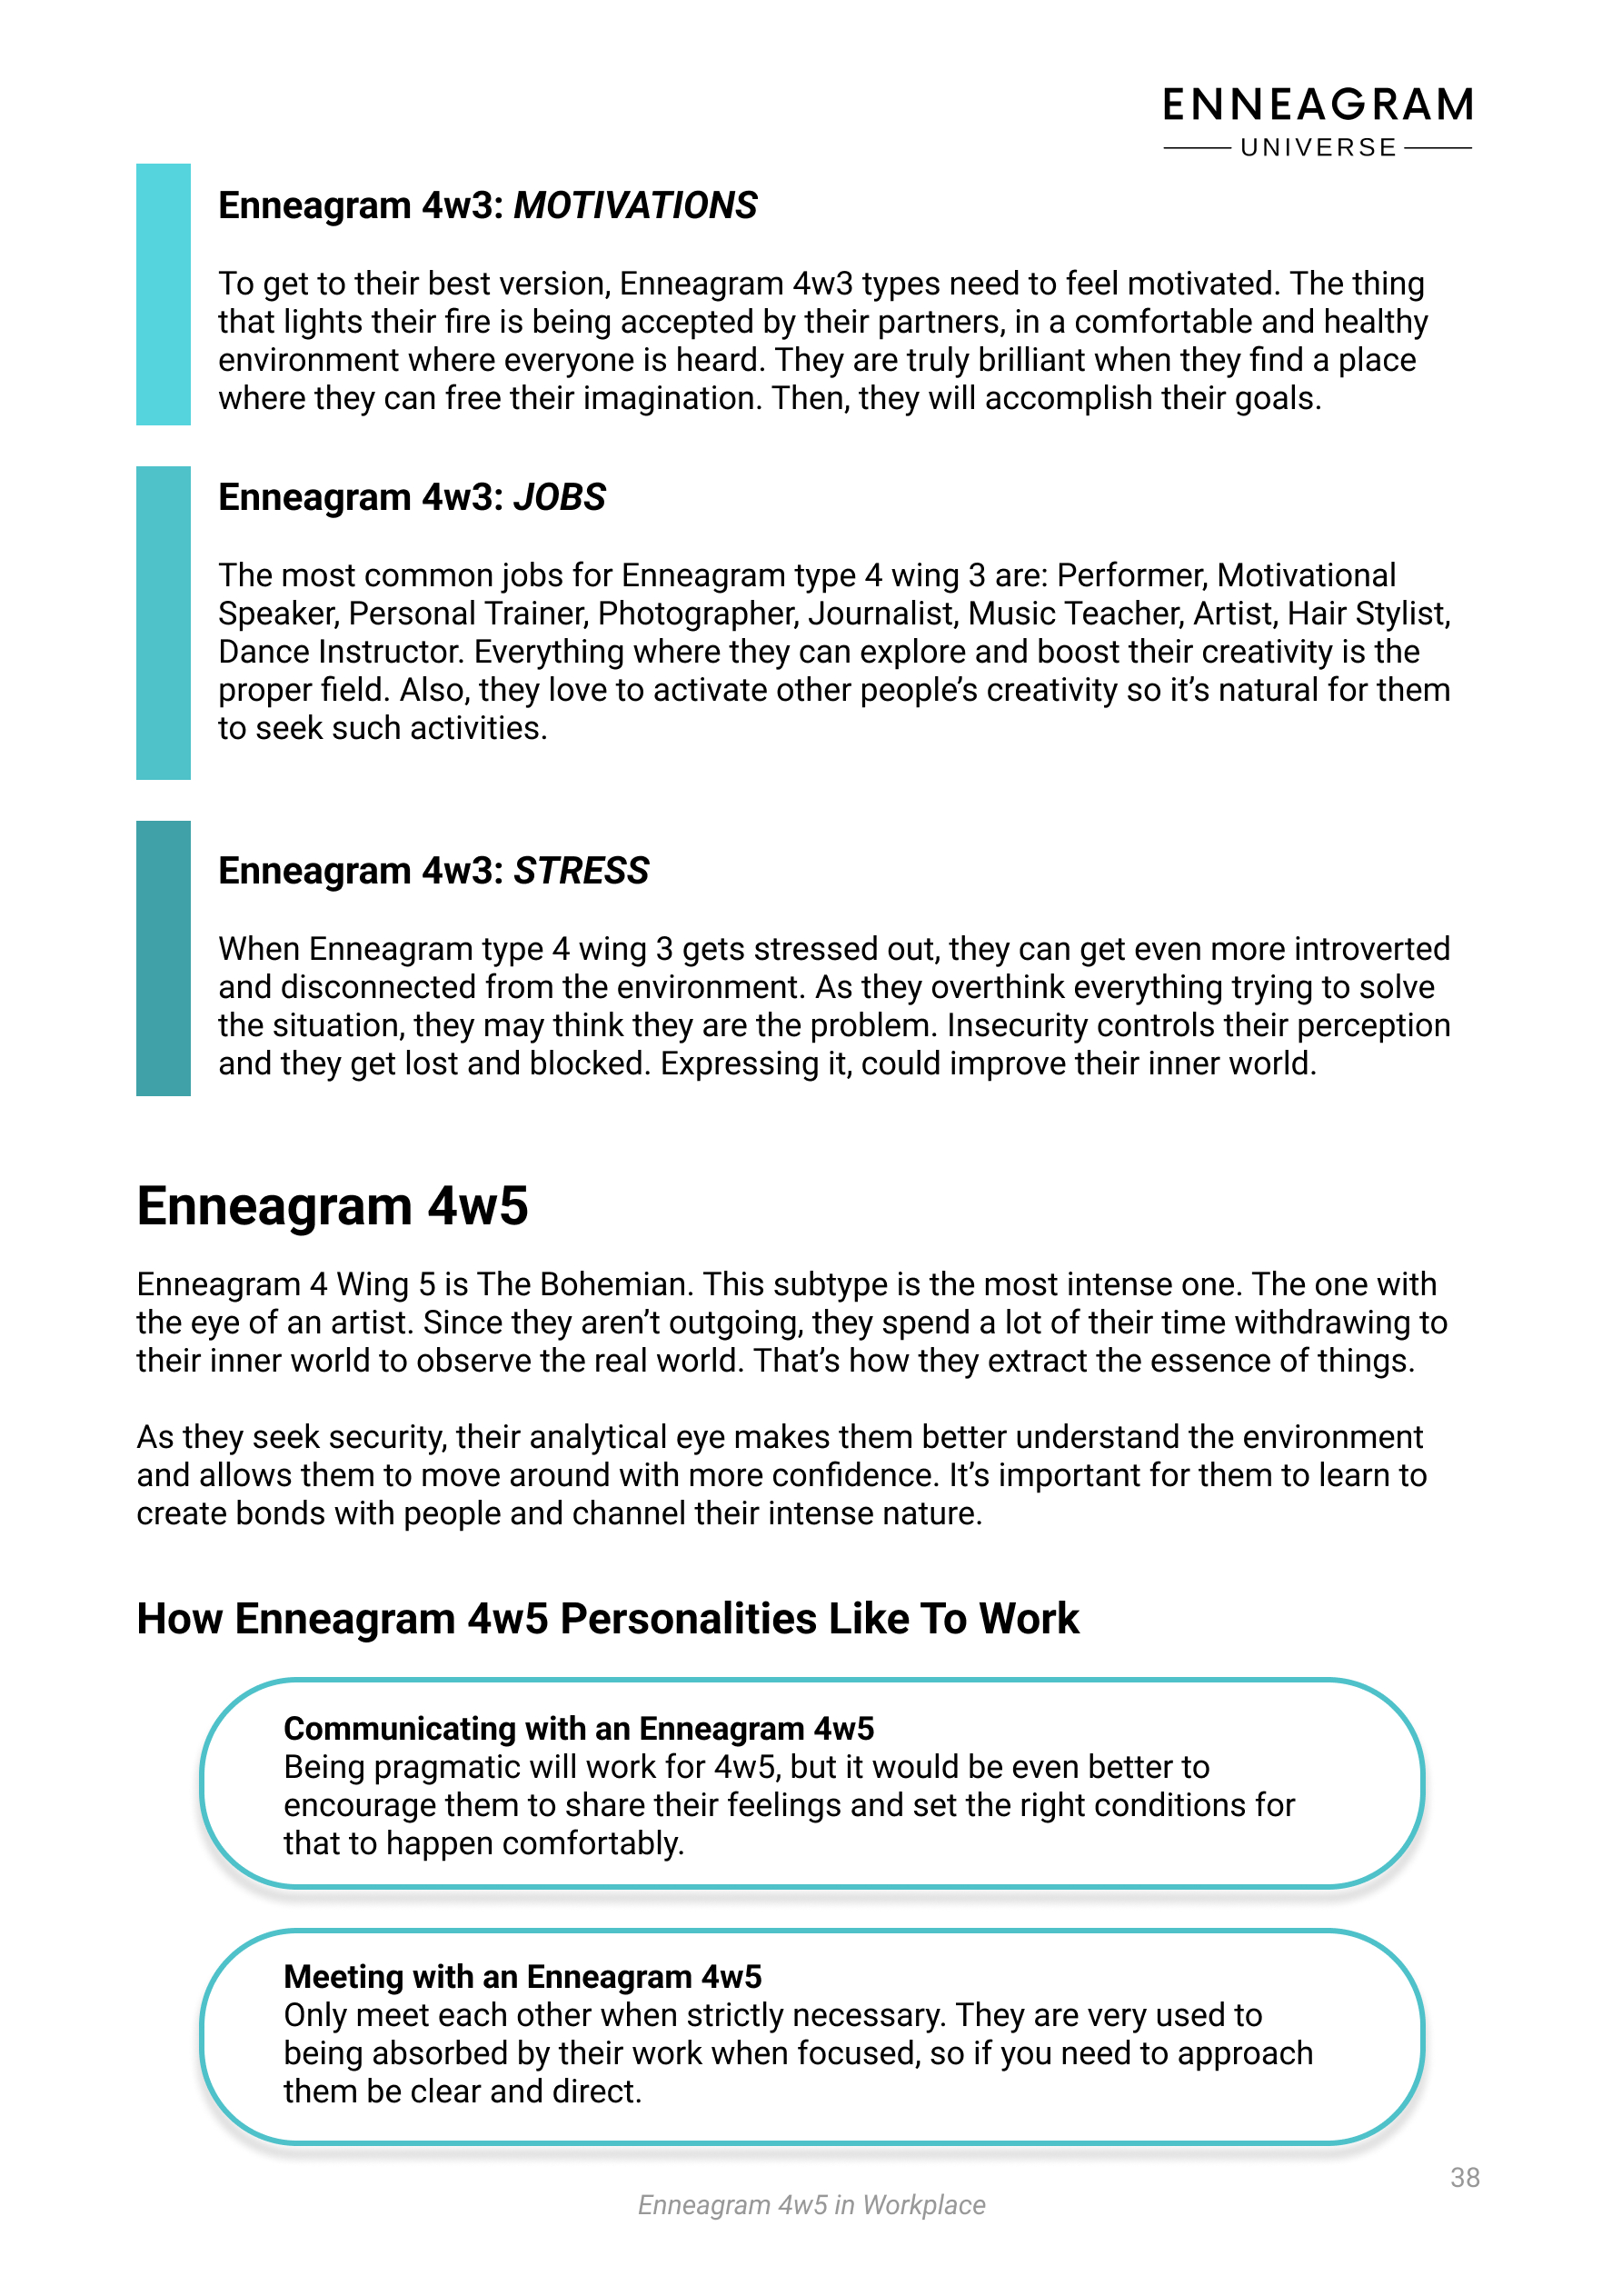 ENNEAGRAM
UNIVERSE
Enneagram 4w3: MOTIVATIONS
To get to their best version, Enneagram 4w3 types need to feel motivated. The thing
that lights their fire is being accepted by their partners, in a comfortable and healthy
environment where everyone is heard. They are truly brilliant when they find a place
where they can free their imagination. Then, they will accomplish their goals.
Enneagram 4w3: JOBS
The most common jobs for Enneagram type 4 wing 3 are: Performer, Motivational
Speaker, Personal Trainer, Photographer, Journalist, Music Teacher, Artist, Hair Stylist,
Dance Instructor. Everything where they can explore and boost their creativity is the
proper field. Also, they love to activate other people’s creativity so it’s natural for them
to seek such activities.
Enneagram 4w3: STRESS
When Enneagram type 4 wing 3 gets stressed out, they can get even more introverted
and disconnected from the environment. As they overthink everything trying to solve
the situation, they may think they are the problem. Insecurity controls their perception
and they get lost and blocked. Expressing it, could improve their inner world.
Enneagram 4w5
Enneagram 4 Wing 5 is The Bohemian. This subtype is the most intense one. The one with
the eye of an artist. Since they aren’t outgoing, they spend a lot of their time withdrawing to
their inner world to observe the real world. That’s how they extract the essence of things.
As they seek security, their analytical eye makes them better understand the environment
and allows them to move around with more confidence. It’s important for them to learn to
create bonds with people and channel their intense nature.
How Enneagram 4w5 Personalities Like To Work
Communicating with an Enneagram 4w5
Being pragmatic will work for 4w5, but it would be even better to
encourage them to share their feelings and set the right conditions for
that to happen comfortably.
Meeting with an Enneagram 4w5
Only meet each other when strictly necessary. They are very used to
being absorbed by their work when focused, so if you need to approach
them be clear and direct.
38
Enneagram 4w5 in Workplace